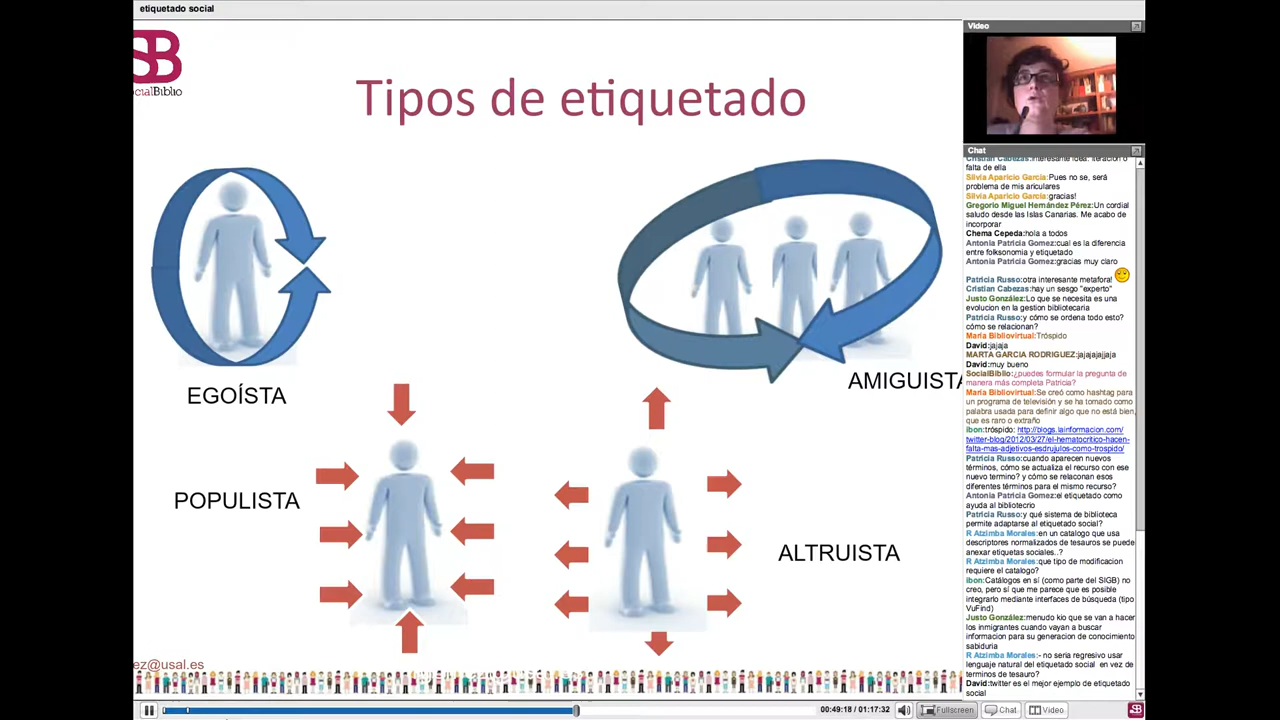 etiquetado social
SB
cialBiblio
Tipos de etiquetado
EGOÍSTA
AMIGUISTA
POPULISTA
ALTRUISTA
ez@usal.es
Video
Chat
Cristian Cabezas:interesante idea: iteración o
falta de ella
Silvia Aparicio García:Pues no se, será
problema de mis ariculares
Silvia Aparicio García:gracias!
Gregorio Miguel Hernández Pérez:Un cordial
saludo desde las Islas Canarias. Me acabo de
incorporar
Chema Cepeda:hola a todos
Antonia Patricia Gomez:cual es la diferencia
entre folksonomia y etiquetado
Antonia Patricia Gomez:gracias muy claro
Patricia Russo:otra interesante metafora!
Cristian Cabezas:hay un sesgo "experto"
Justo González:Lo que se necesita es una
evolucion en la gestion bibliotecaria
Patricia Russo:y cómo se ordena todo esto?
cómo se relacionan?
María Bibliovirtual:Tróspido
David:jajaja
MARTA GARCIA RODRIGUEZ:jajajajajjaja
David:muy bueno
SocialBiblio:¿puedes formular la pregunta de
manera más completa Patricia?
María Bibliovirtual:Se creó como hashtag para
un programa de televisión y se ha tomado como
palabra usada para definir algo que no está bien,
que es raro o extraño
ibon:tróspido: http://blogs.lainformacion.com/
twitter-blog/2012/03/27/el-hematocritico-hacen-
falta-mas-adjetivos-esdrujulos-como-trospido/
Patricia Russo:cuando aparecen nuevos
términos, cómo se actualiza el recurso con ese
nuevo termino? y cómo se relaconan esos
diferentes términos para el mismo recurso?
Antonia Patricia Gomez:el etiquetado como
ayuda al bibliotecrio
Patricia Russo:y qué sistema de biblioteca
permite adaptarse al etiquetado social?
R Atzimba Morales:en un catalogo que usa
descriptores normalizados de tesauros se puede
anexar etiquetas sociales..?
R Atzimba Morales:que tipo de modificacion
requiere el catalogo?
ibon:Catálogos en sí (como parte del SIGB) no
creo, pero sí que me parece que es posible
integrarlo mediante interfaces de búsqueda (tipo
VuFind)
Justo González:menudo kio que se van a hacer
los inmigrantes cuando vayan a buscar
informacion para su generacion de conocimiento
sabiduria
R Atzimba Morales:- no seria regresivo usar
lenguaje natural del etiquetado social en vez de
terminos de tesauro?
David:twitter es el mejor ejemplo de etiquetado
social
00:49:18 / 01:17:32
Fullscreen
Chat
Video
SB